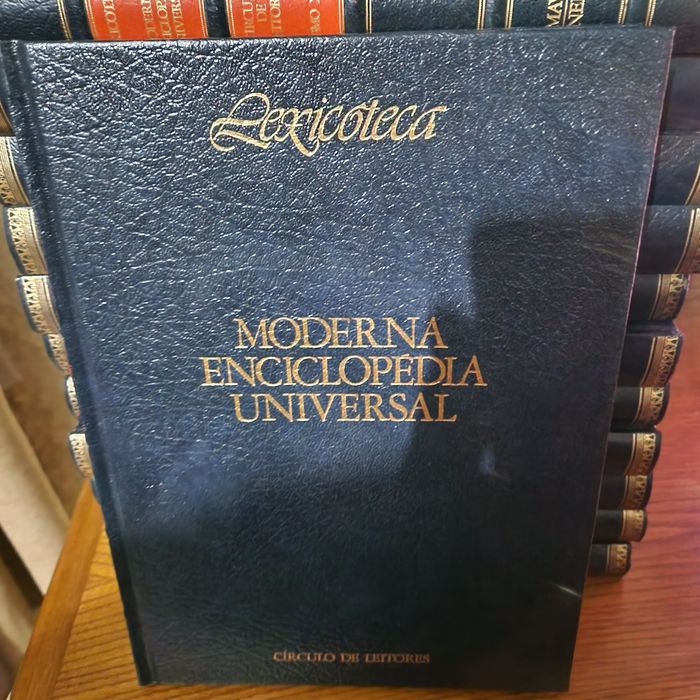 Lexicoteca
MODERNA
ENCICLOPÉDIA
UNIVERSAL
CÍRCULO DE LEITORES